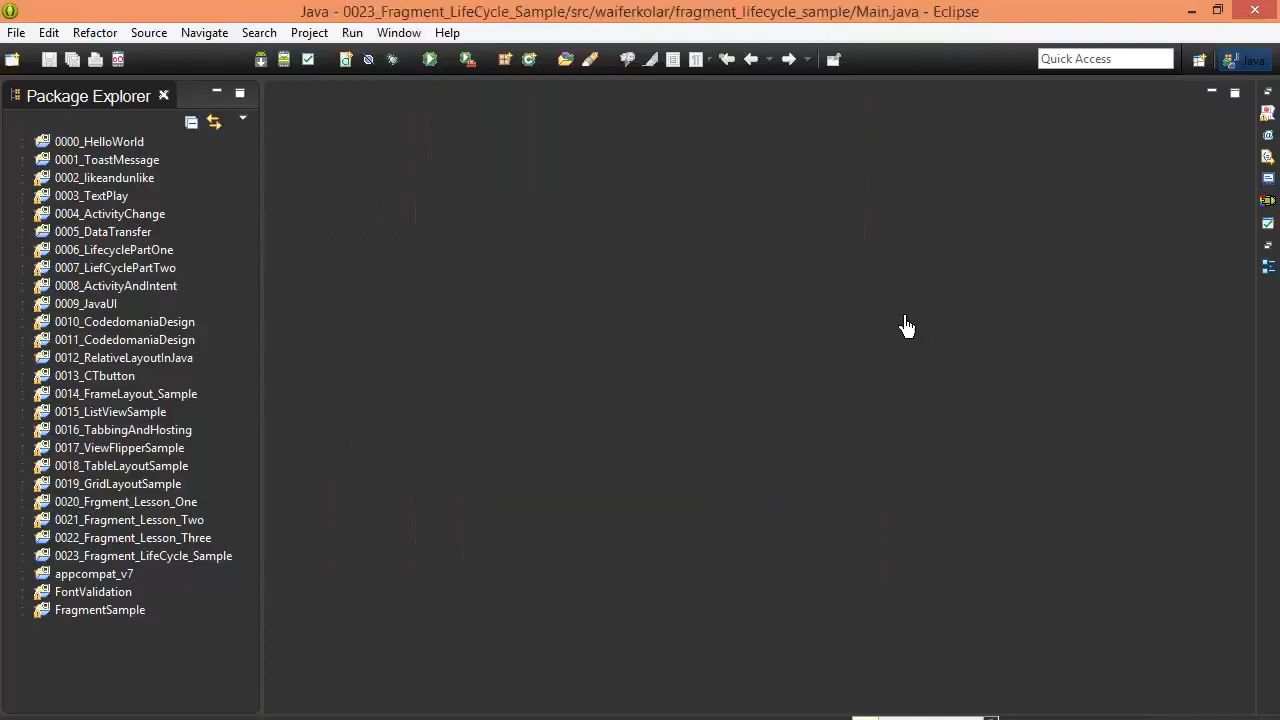 Java - 0023_Fragment_LifeCycle_Sample/src/waiferkolar/fragment_lifecycle_sample/Main.java - Eclipse
File Edit Refactor Source Navigate Search Project Run Window Help
Quick Access
Java
Package Explorer
0000_HelloWorld
0001_ToastMessage
0002_likeandunlike
0003_TextPlay
0004_ActivityChange
0005_DataTransfer
0006_LifecyclePartOne
0007_LiefCyclePartTwo
0008_ActivityAndIntent
0009_JavaUI
0010_CodedomaniaDesign
0011_CodedomaniaDesign
0012_RelativeLayoutInJava
0013_CTbutton
0014_FrameLayout_Sample
0015_ListViewSample
0016_TabbingAndHosting
0017_ViewFlipperSample
0018_TableLayoutSample
0019_GridLayoutSample
0020_Frgment_Lesson_One
0021_Fragment_Lesson_Two
0022_Fragment_Lesson_Three
0023_Fragment_LifeCycle_Sample
appcompat_v7
FontValidation
FragmentSample